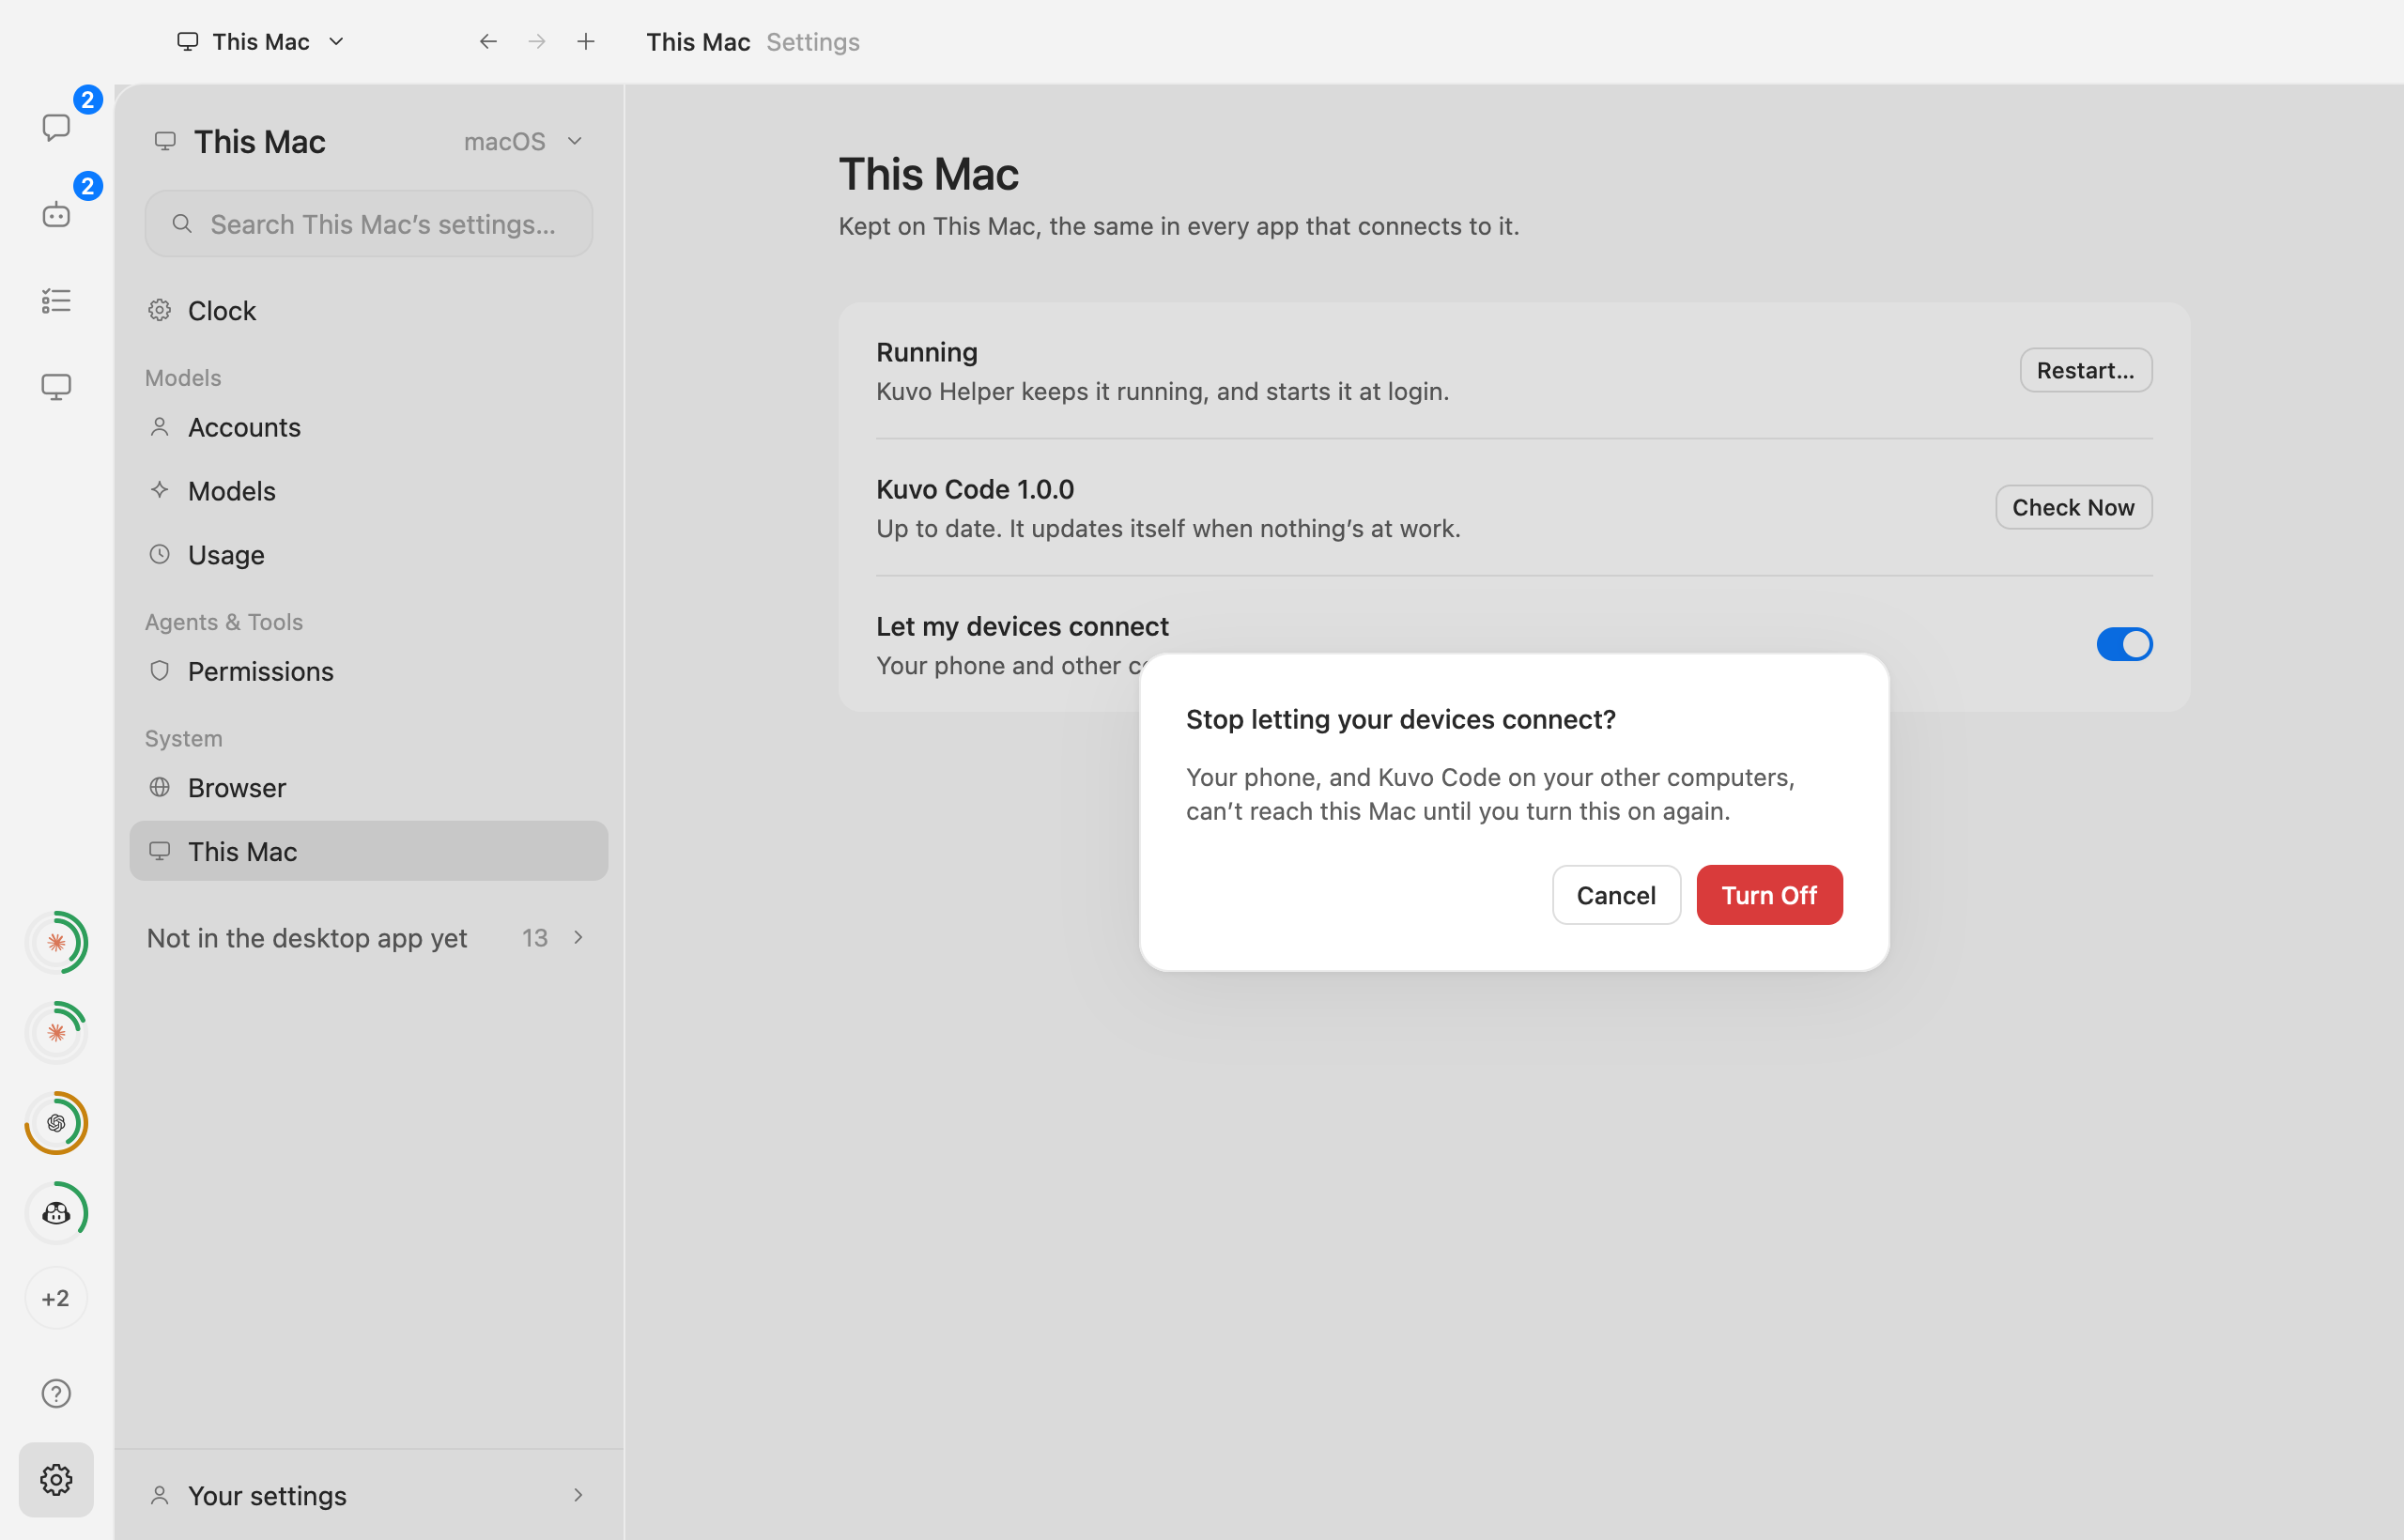 This Mac
This Mac Settings
2
2
This Mac macOS
Search This Mac’s settings...
Clock
Models
Accounts
Models
Usage
Agents & Tools
Permissions
System
Browser
This Mac
Not in the desktop app yet 13
+2
Your settings
This Mac
Kept on This Mac, the same in every app that connects to it.
Running
Kuvo Helper keeps it running, and starts it at login.
Restart...
Kuvo Code 1.0.0
Up to date. It updates itself when nothing’s at work.
Check Now
Let my devices connect
Your phone and other
Stop letting your devices connect?
Your phone, and Kuvo Code on your other computers,
can’t reach this Mac until you turn this on again.
Cancel
Turn Off